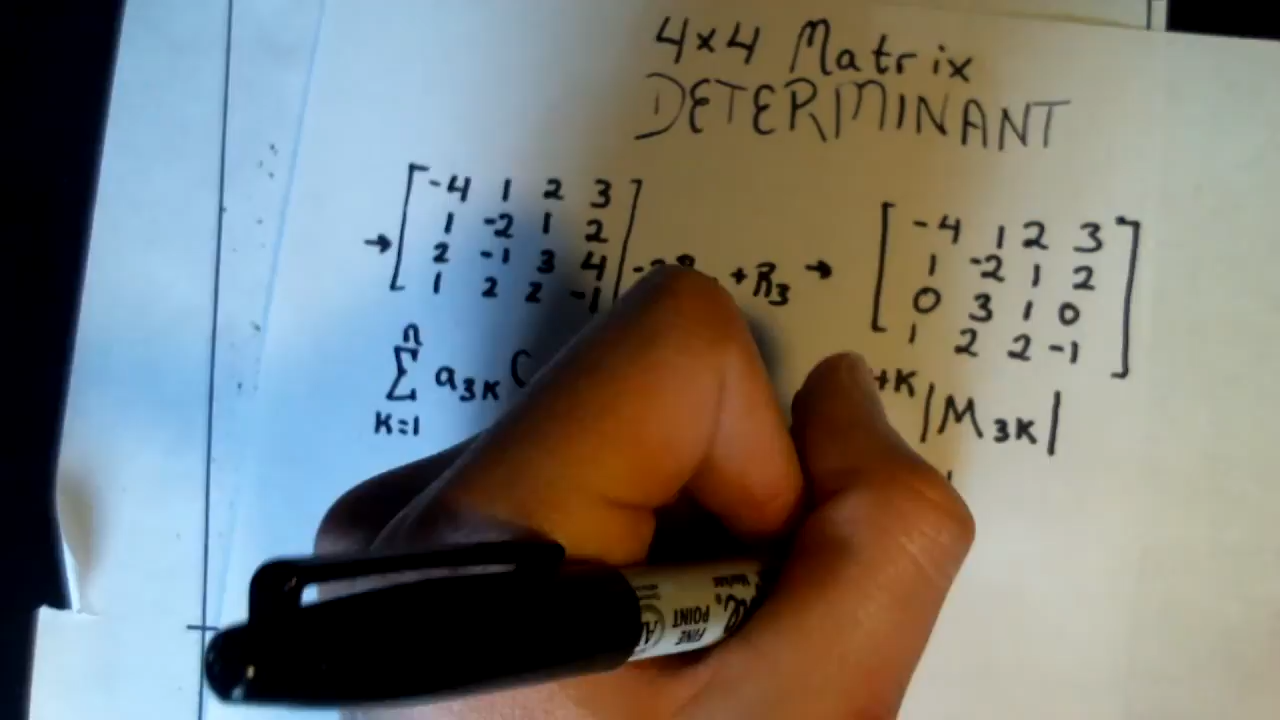 4×4 Matrix
DETERMINANT
-4 1 2 3
1 -2 1 2
2 -1 3 4
1 2 2 -1
+R3 →
-4 1 2 3
1 -2 1 2
0 3 1 0
1 2 2 -1
n
Σ a3K C
K=1
+K |M3K|
FINE
POINT